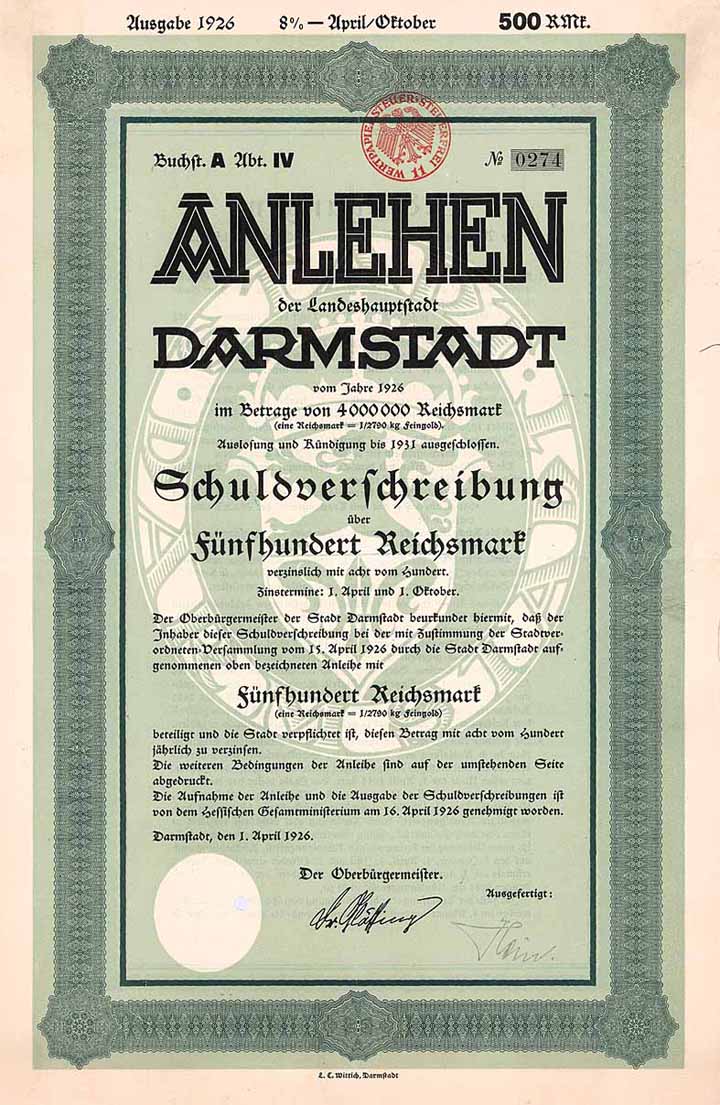 Ausgabe 1926 8% — April/Oktober 500 RMk.
WERTPAPIERSTEUER·STEUERFREI 11
Buchst. A Abt. IV № 0274
ANLEHEN
der Landeshauptstadt
DARMSTADT
vom Jahre 1926
im Betrage von 4000000 Reichsmark
(eine Reichsmark = 1/2790 kg Feingold).
Auslosung und Kündigung bis 1931 ausgeschlossen.
Schuldverschreibung
über
Fünfhundert Reichsmark
verzinslich mit acht vom Hundert.
Zinstermine: 1. April und 1. Oktober.
Der Oberbürgermeister der Stadt Darmstadt beurkundet hiermit, daß der
Inhaber dieser Schuldverschreibung bei der mit Zustimmung der Stadtver-
ordneten-Versammlung vom 15. April 1926 durch die Stadt Darmstadt auf-
genommenen oben bezeichneten Anleihe mit
Fünfhundert Reichsmark
(eine Reichsmark = 1/2790 kg Feingold)
beteiligt und die Stadt verpflichtet ist, diesen Betrag mit acht vom Hundert
jährlich zu verzinsen.
Die weiteren Bedingungen der Anleihe sind auf der umstehenden Seite
abgedruckt.
Die Aufnahme der Anleihe und die Ausgabe der Schuldverschreibungen ist
von dem Hessischen Gesamtministerium am 16. April 1926 genehmigt worden.
Darmstadt, den 1. April 1926.
Der Oberbürgermeister.
Ausgefertigt:
Dr. Glässing
L. C. Wittich, Darmstadt